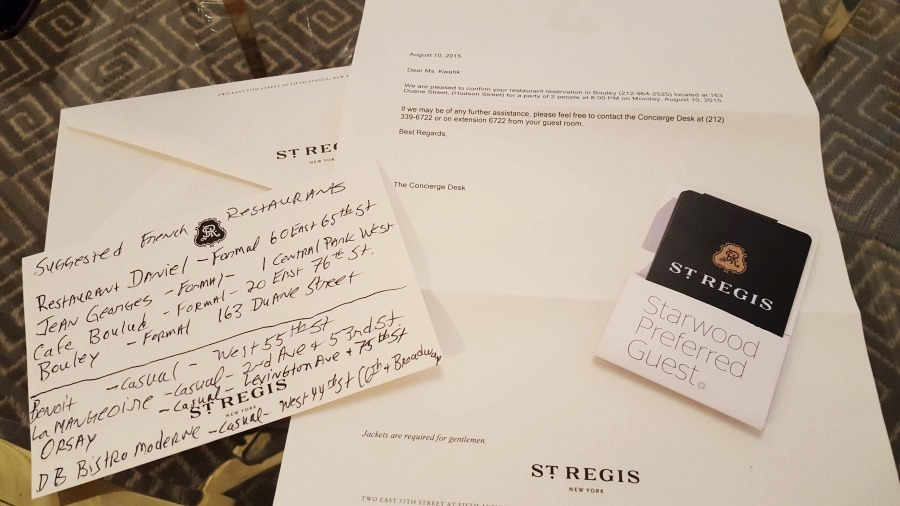 TWO EAST 55TH STREET AT FIFTH AVENUE, NEW
ST REG
NEW YORK
Suggested French Restaurants
Restaurant Daniel - Formal 60 East 65th St
Jean Georges - Formal - 1 Central Park West
Cafe Boulud - Formal - 20 East 76th St.
Bouley - Formal 163 Duane Street
Benoit - Casual - West 55th St
La Mangeoire - Casual - 2nd Ave + 53rd St
Orsay - Casual - Lexington Ave + 75th St
DB Bistro Moderne - Casual - West 44th St (6th + Broadway
ST REGIS
NEW YORK
August 10, 2015
Dear Ms. Kwahk:
We are pleased to confirm your restaurant reservation in Bouley (212-964-2525) located at 163
Duane Street, (Hudson Street) for a party of 2 people at 8:00 PM on Monday, August 10, 2015.
If we may be of any further assistance, please feel free to contact the Concierge Desk at (212)
339-6722 or on extension 6722 from your guest room.
Best Regards,
The Concierge Desk
Jackets are required for gentlemen.
ST REGIS
NEW YORK
TWO EAST 55TH STREET AT FIFTH
ST REGIS
Starwood
Preferred
Guest